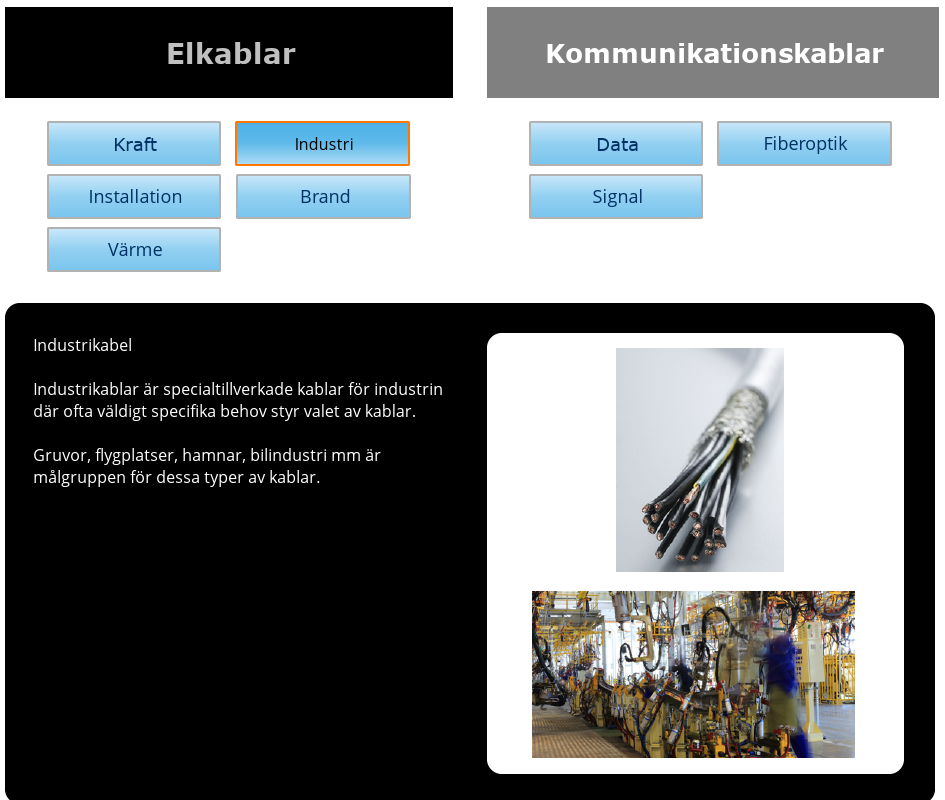 Elkablar
Kommunikationskablar
Kraft
Industri
Installation
Brand
Värme
Data
Fiberoptik
Signal
Industrikabel
Industrikablar är specialtillverkade kablar för industrin
där ofta väldigt specifika behov styr valet av kablar.
Gruvor, flygplatser, hamnar, bilindustri mm är
målgruppen för dessa typer av kablar.